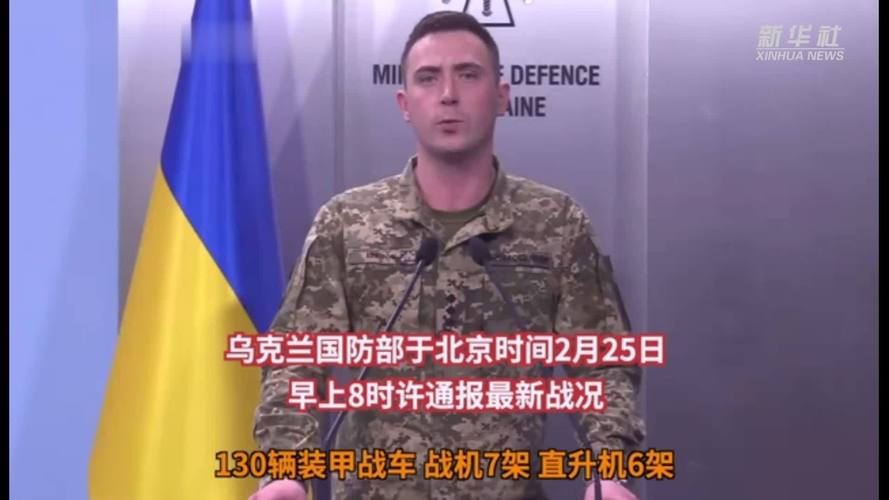 新华社
XINHUA NEWS
MINI E DEFENCE
AINE
乌克兰国防部于北京时间2月25日
早上8时许通报最新战况
130辆装甲战车 战机7架 直升机6架